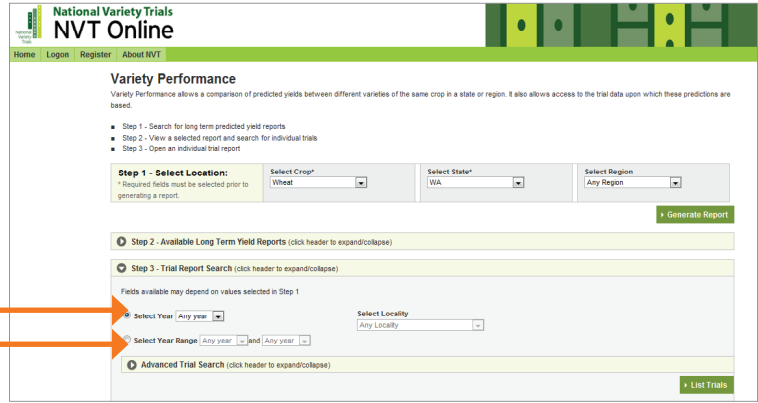 National Variety Trials
NVT Online
National
Variety
Trials
Home Logon Register About NVT
Variety Performance
Variety Performance allows a comparison of predicted yields between different varieties of the same crop in a state or region. It also allows access to the trial data upon which these predictions are
based.
Step 1 - Search for long term predicted yield reports
Step 2 - View a selected report and search for individual trials
Step 3 - Open an individual trial report
Step 1 - Select Location:
* Required fields must be selected prior to
generating a report.
Select Crop*
Wheat
Select State*
WA
Select Region
Any Region
Generate Report
Step 2 - Available Long Term Yield Reports (click header to expand/collapse)
Step 3 - Trial Report Search (click header to expand/collapse)
Fields available may depend on values selected in Step 1
Select Year Any year
Select Locality
Any Locality
Select Year Range Any year and Any year
Advanced Trial Search (click header to expand/collapse)
List Trials